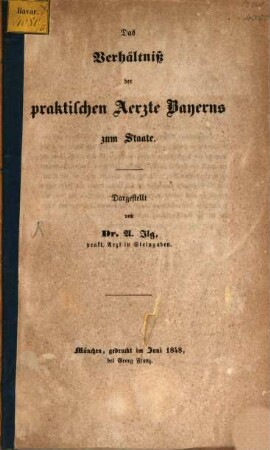 Bavar.
Das
Verhältniß
der
praktischen Aerzte Bayerns
zum Staate.
Dargestellt
von
Dr. A. Ilg,
prakt. Arzt in Steingaden.
München, gedruckt im Juni 1848,
bei Georg Franz.